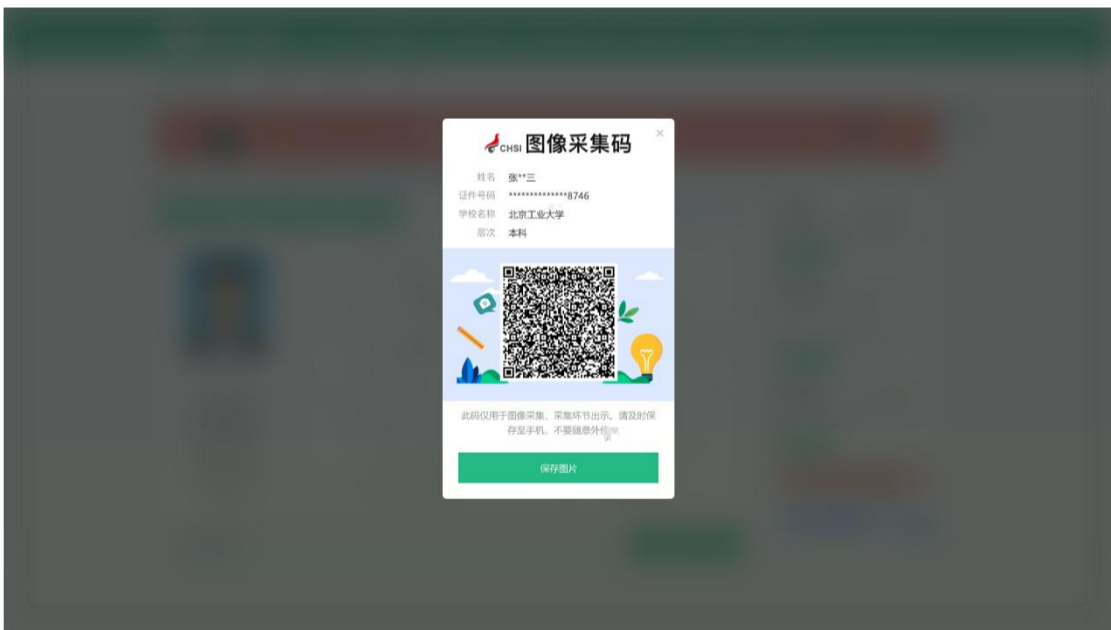 CHSI 图像采集码
×
姓名 张**三
证件号码 **************8746
学校名称 北京工业大学
层次 本科
此码仅用于图像采集、采集环节出示。请及时保
存至手机、不要随意外传
保存图片